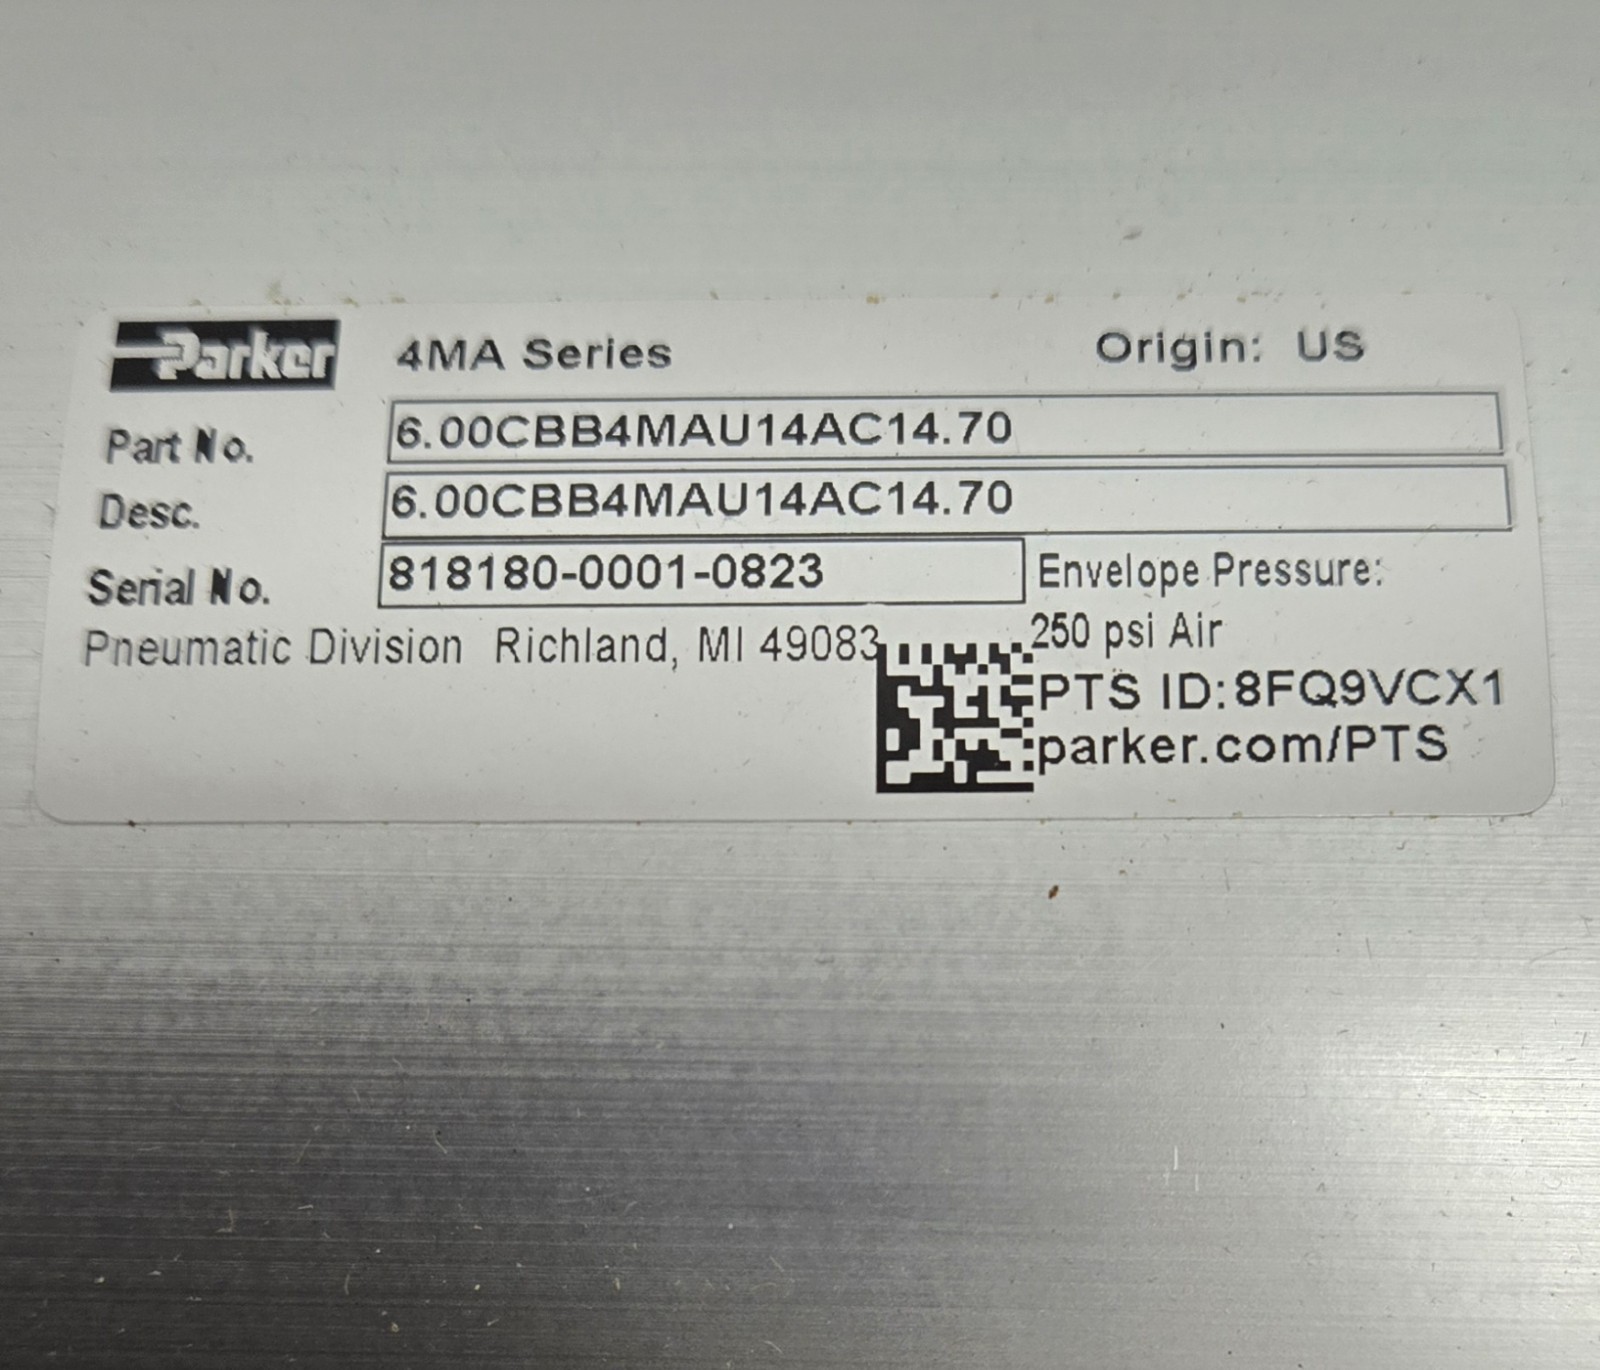 Parker 4MA Series Origin: US
Part No. 6.00CBB4MAU14AC14.70
Desc. 6.00CBB4MAU14AC14.70
Serial No. 818180-0001-0823 Envelope Pressure:
Pneumatic Division Richland, MI 49083 250 psi Air
PTS ID:8FQ9VCX1
parker.com/PTS